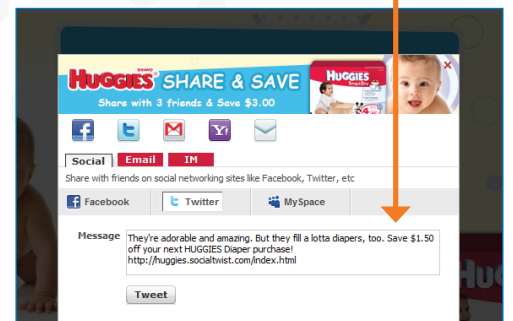 HUGGIES SHARE & SAVE
HUGGIES
Share with 3 friends & Save $3.00
Social Email IM
Share with friends on social networking sites like Facebook, Twitter, etc
Facebook Twitter MySpace
Message They're adorable and amazing. But they fill a lotta diapers, too. Save $1.50
off your next HUGGIES Diaper purchase!
http://huggies.socialtwist.com/index.html
Tweet